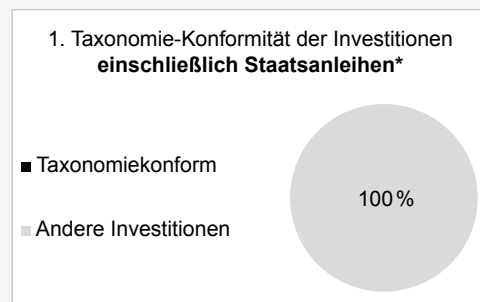 1. Taxonomie-Konformität der Investitionen
einschließlich Staatsanleihen*
Taxonomiekonform
100 %
Andere Investitionen